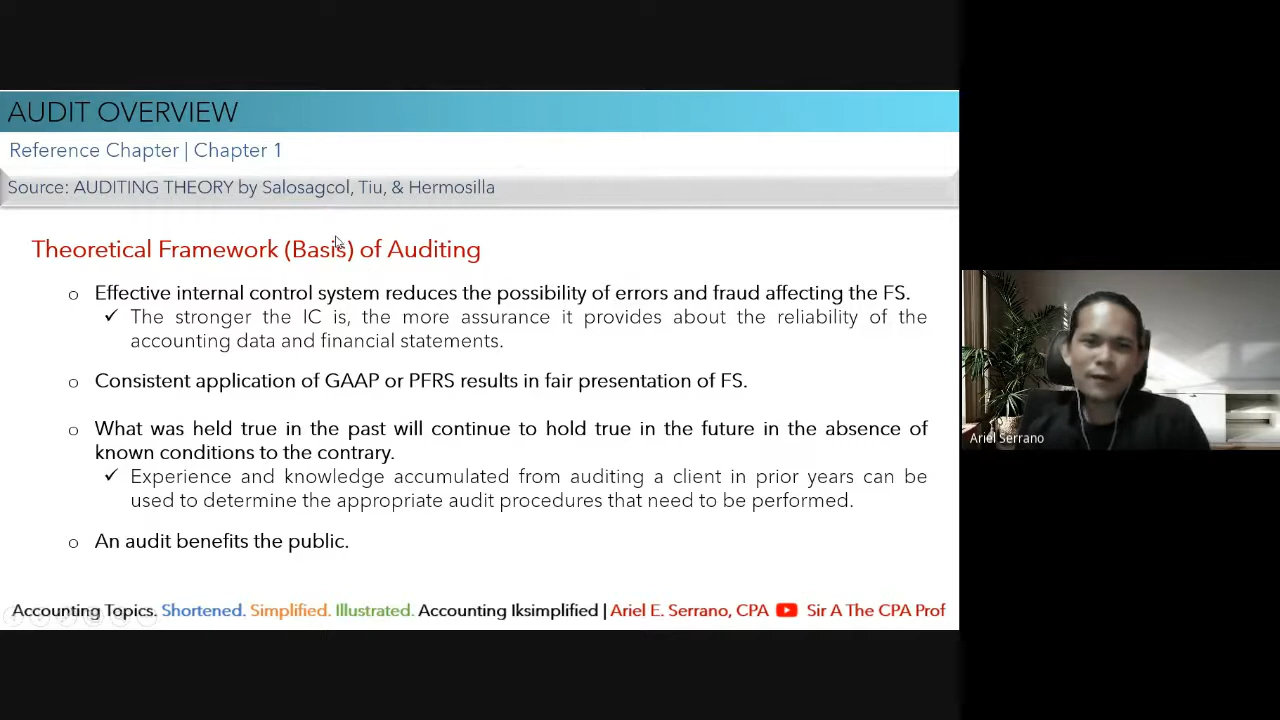 AUDIT OVERVIEW
Reference Chapter | Chapter 1
Source: AUDITING THEORY by Salosagcol, Tiu, & Hermosilla
Theoretical Framework (Basis) of Auditing
o Effective internal control system reduces the possibility of errors and fraud affecting the FS.
✓ The stronger the IC is, the more assurance it provides about the reliability of the
accounting data and financial statements.
o Consistent application of GAAP or PFRS results in fair presentation of FS.
o What was held true in the past will continue to hold true in the future in the absence of
known conditions to the contrary.
✓ Experience and knowledge accumulated from auditing a client in prior years can be
used to determine the appropriate audit procedures that need to be performed.
o An audit benefits the public.
Accounting Topics. Shortened. Simplified. Illustrated. Accounting Iksimplified | Ariel E. Serrano, CPA Sir A The CPA Prof
Ariel Serrano